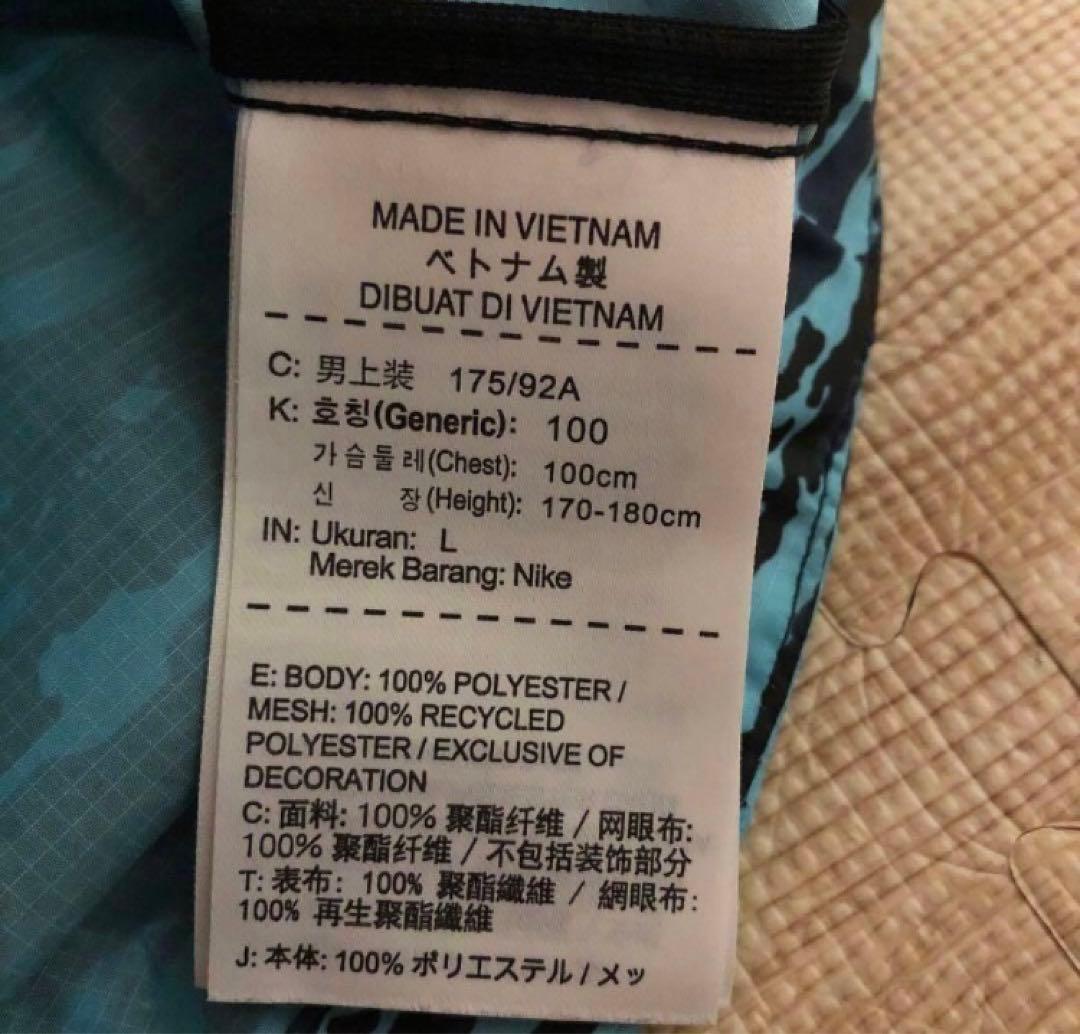 MADE IN VIETNAM
ベトナム製
DIBUAT DI VIETNAM
C: 男上装 175/92A
K: 호칭(Generic): 100
가슴둘레(Chest): 100cm
신 장(Height): 170-180cm
IN: Ukuran: L
Merek Barang: Nike
E: BODY: 100% POLYESTER /
MESH: 100% RECYCLED
POLYESTER / EXCLUSIVE OF
DECORATION
C: 面料: 100% 聚酯纤维 / 网眼布:
100% 聚酯纤维 / 不包括装饰部分
T: 表布: 100% 聚酯纖維 / 網眼布:
100% 再生聚酯纖維
J: 本体: 100% ポリエステル / メッ